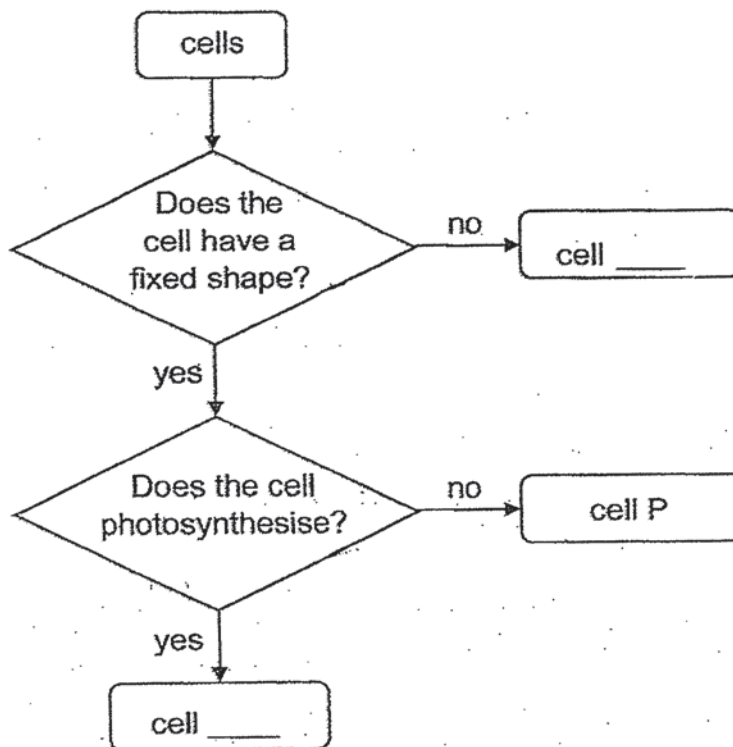 cells
Does the
cell have a
fixed shape?
no
cell ____
yes
Does the cell
photosynthesise?
no
cell P
yes
cell ____